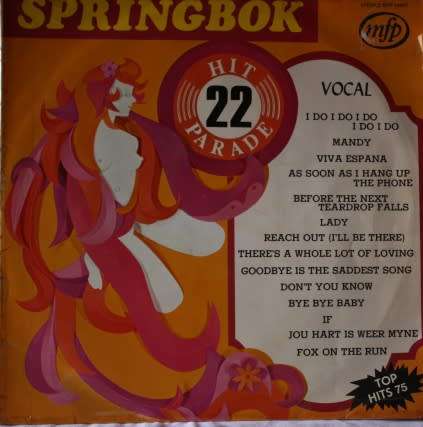 SPRINGBOK
mfp
HIT
22
PARADE
VOCAL
I DO I DO I DO
I DO I DO
MANDY
VIVA ESPANA
AS SOON AS I HANG UP
THE PHONE
BEFORE THE NEXT
TEARDROP FALLS
LADY
REACH OUT (I'LL BE THERE)
THERE'S A WHOLE LOT OF LOVING
GOODBYE IS THE SADDEST SONG
DON'T YOU KNOW
BYE BYE BABY
IF
JOU HART IS WEER MYNE
FOX ON THE RUN
TOP
HITS 75